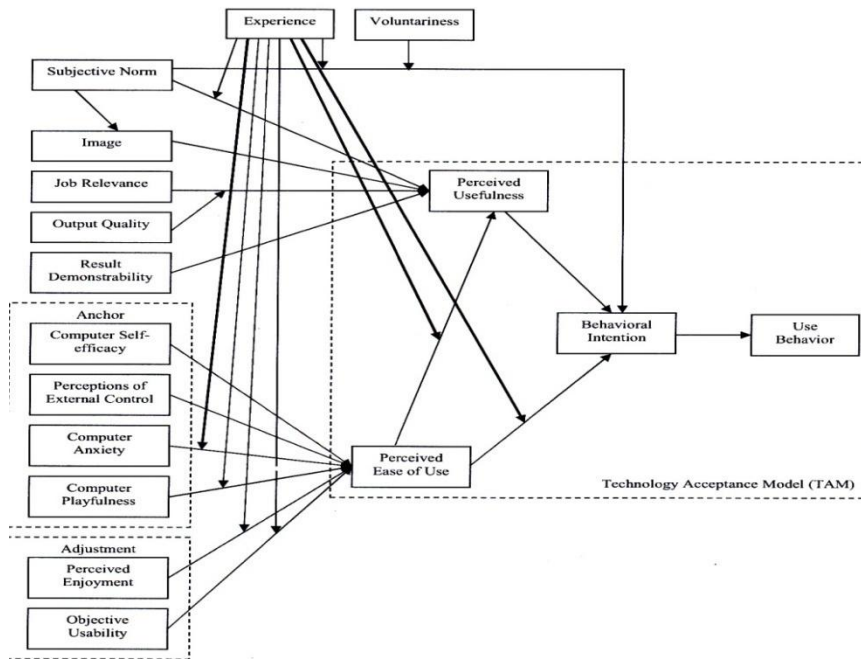 Experience
Voluntariness
Subjective Norm
Image
Job Relevance
Output Quality
Result
Demonstrability
Perceived
Usefulness
Anchor
Computer Self-
efficacy
Perceptions of
External Control
Computer
Anxiety
Computer
Playfulness
Behavioral
Intention
Use
Behavior
Perceived
Ease of Use
Technology Acceptance Model (TAM)
Adjustment
Perceived
Enjoyment
Objective
Usability